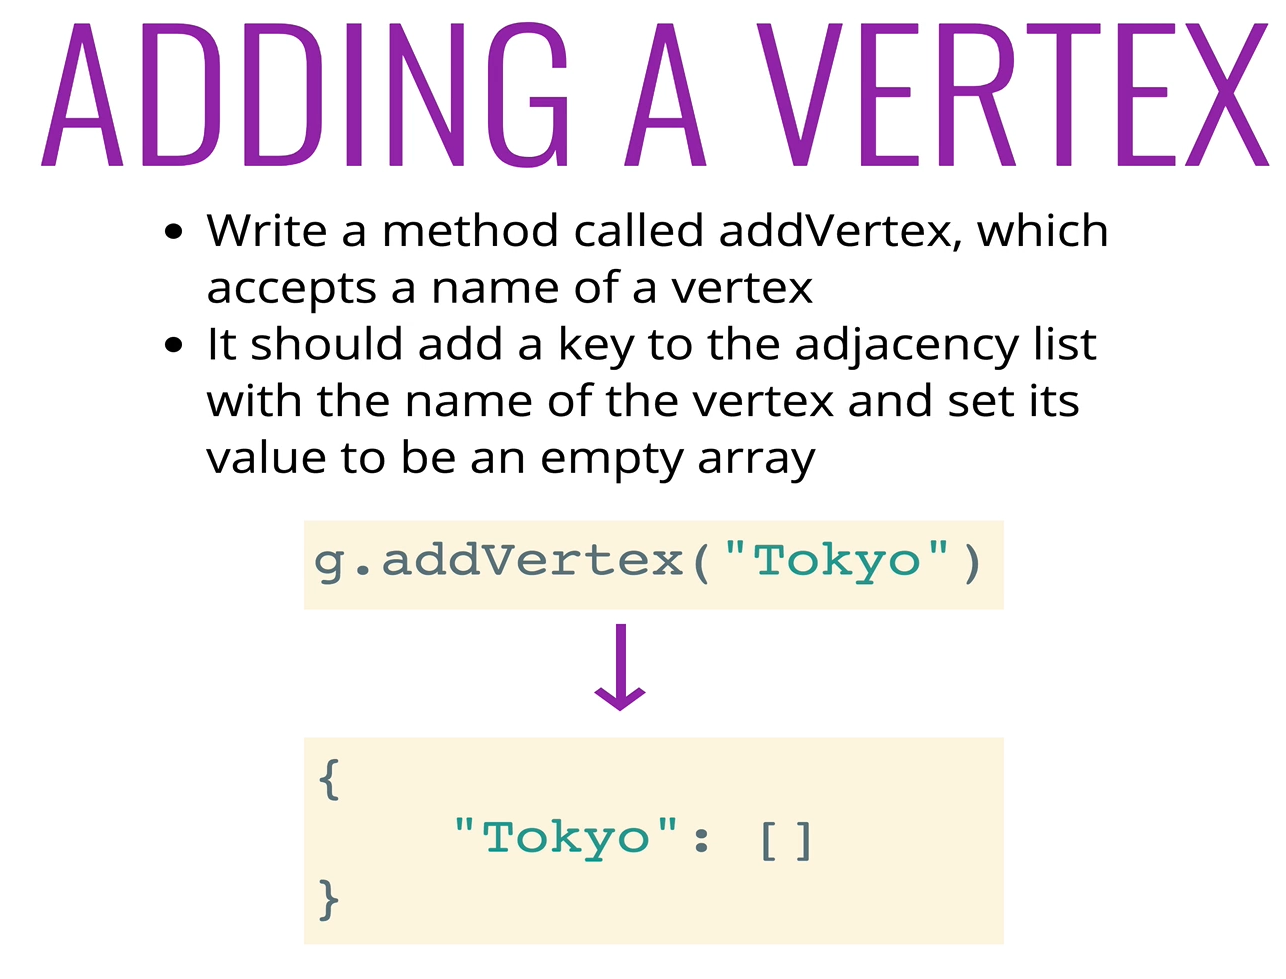 ADDING A VERTEX
• Write a method called addVertex, which
accepts a name of a vertex
• It should add a key to the adjacency list
with the name of the vertex and set its
value to be an empty array
g.addVertex("Tokyo")
{
"Tokyo": []
}